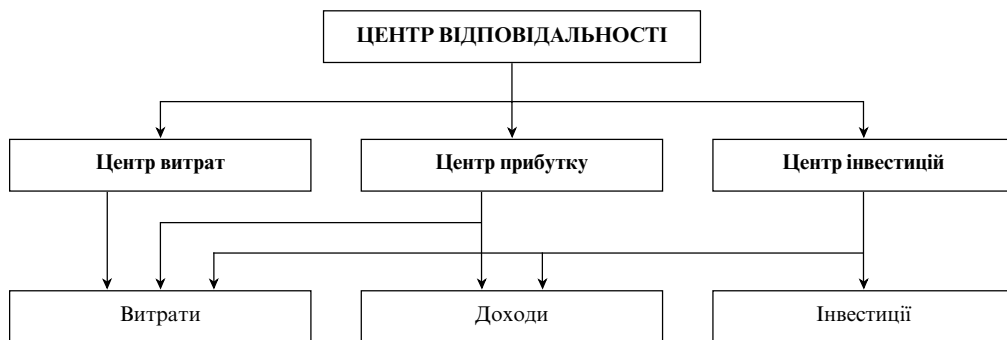 ЦЕНТР ВІДПОВІДАЛЬНОСТІ
Центр витрат
Центр прибутку
Центр інвестицій
Витрати
Доходи
Інвестиції